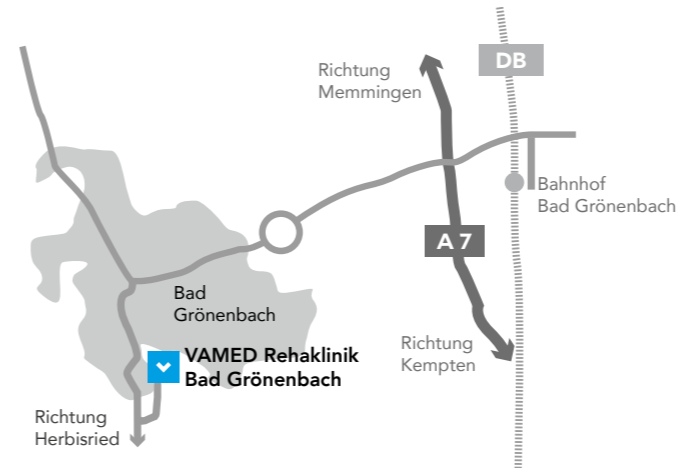 DB
Richtung
Memmingen
Bahnhof
Bad Grönenbach
A 7
Bad
Grönenbach
Richtung
Kempten
VAMED Rehaklinik
Bad Grönenbach
Richtung
Herbisried